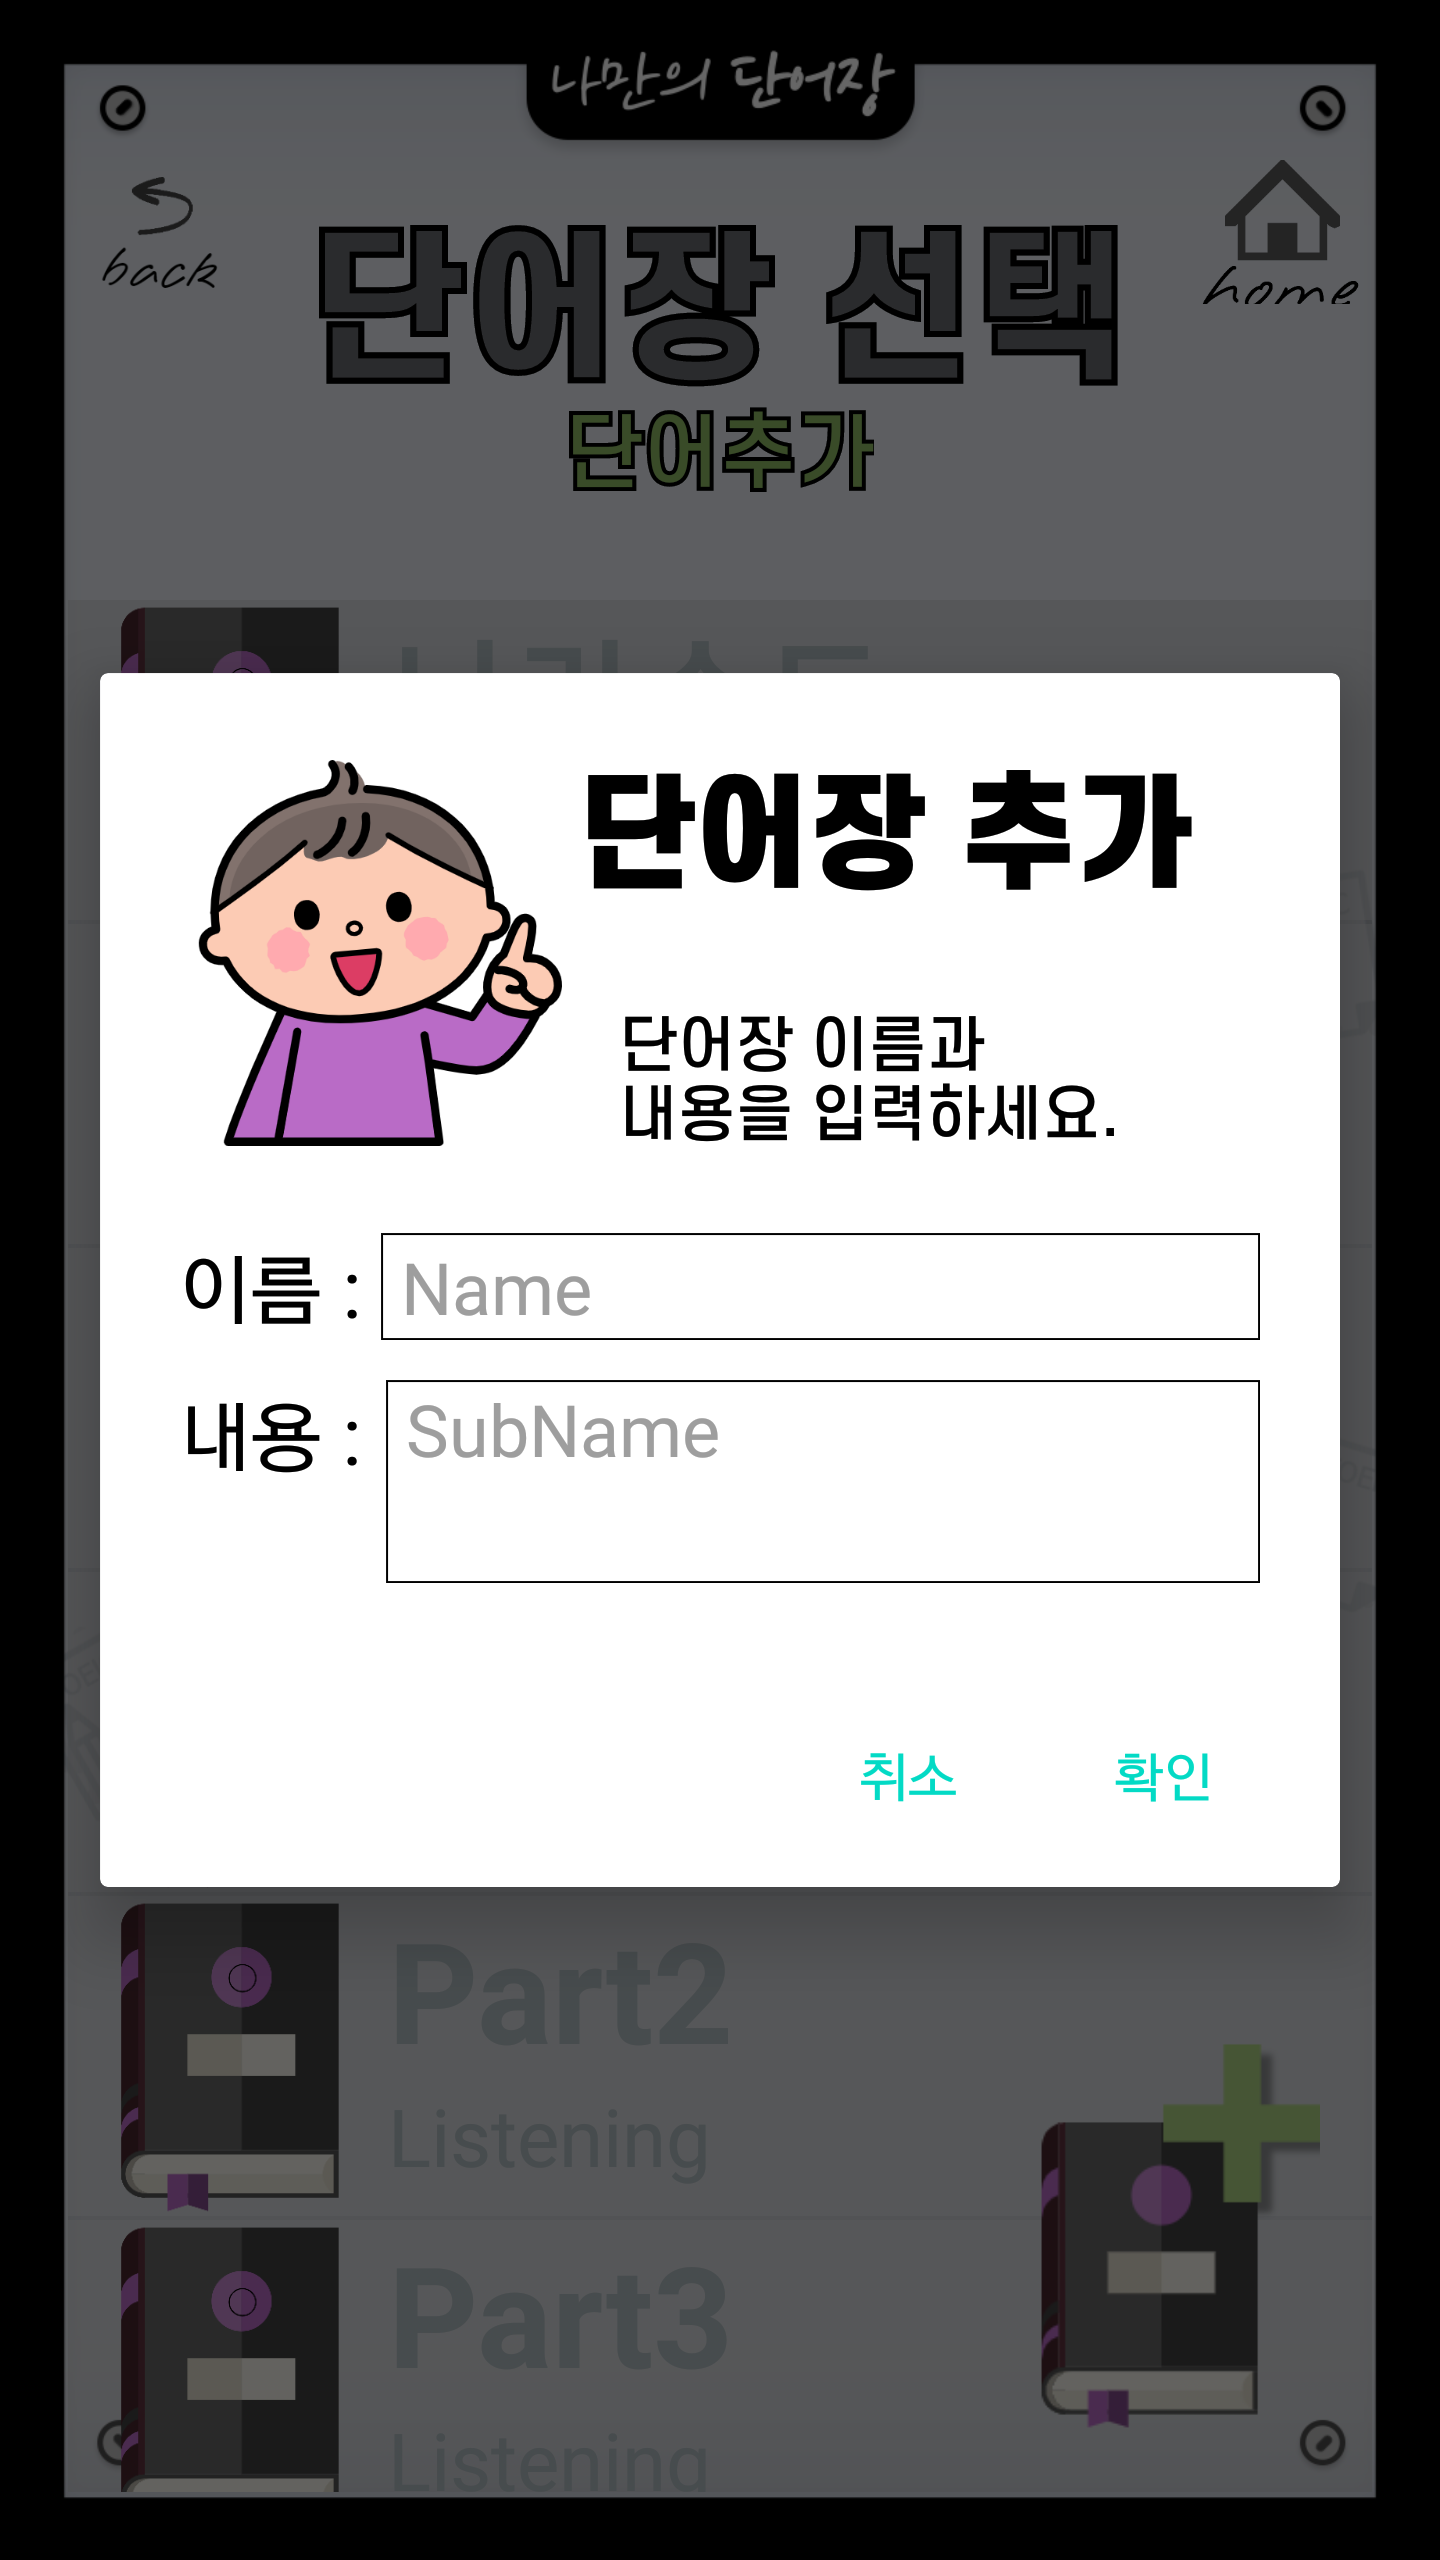 나만의 단어장
back
home
단어장 선택
단어추가
단어장 추가
단어장 이름과
내용을 입력하세요.
이름 : Name
내용 : SubName
취소 확인
Part2
Listening
Part3
Listening